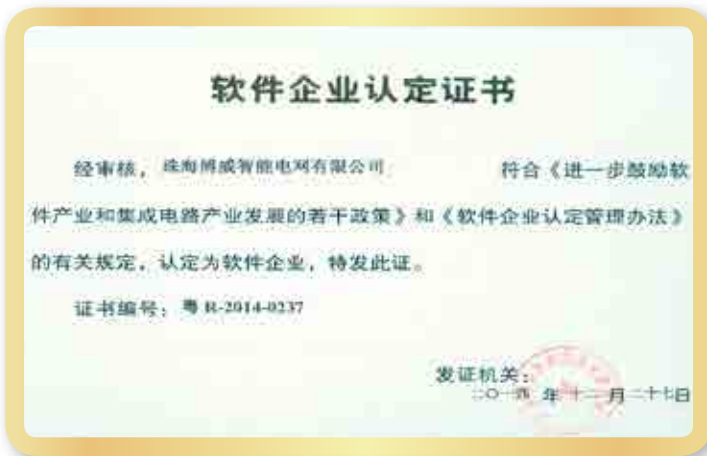 软件企业认定证书
经审核，珠海博威智能电网有限公司 符合《进一步鼓励软
件产业和集成电路产业发展的若干政策》和《软件企业认定管理办法》
的有关规定，认定为软件企业，特发此证。
证书编号：粤 R-2014-0237
发证机关：
二〇一四 年 十二 月 二十七日